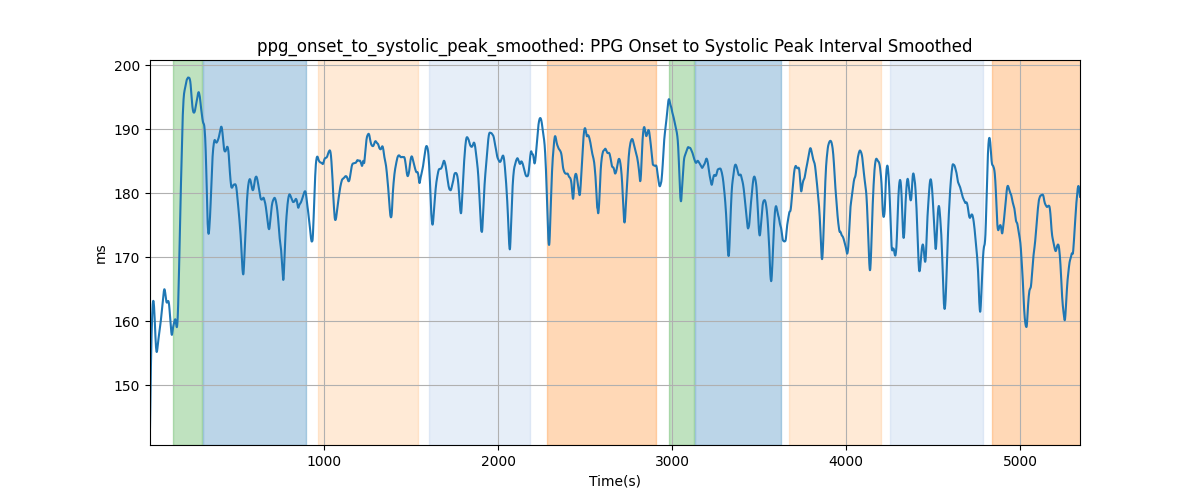 ppg_onset_to_systolic_peak_smoothed: PPG Onset to Systolic Peak Interval Smoothed
200
190
180
170
160
150
ms
1000 2000 3000 4000 5000
Time(s)